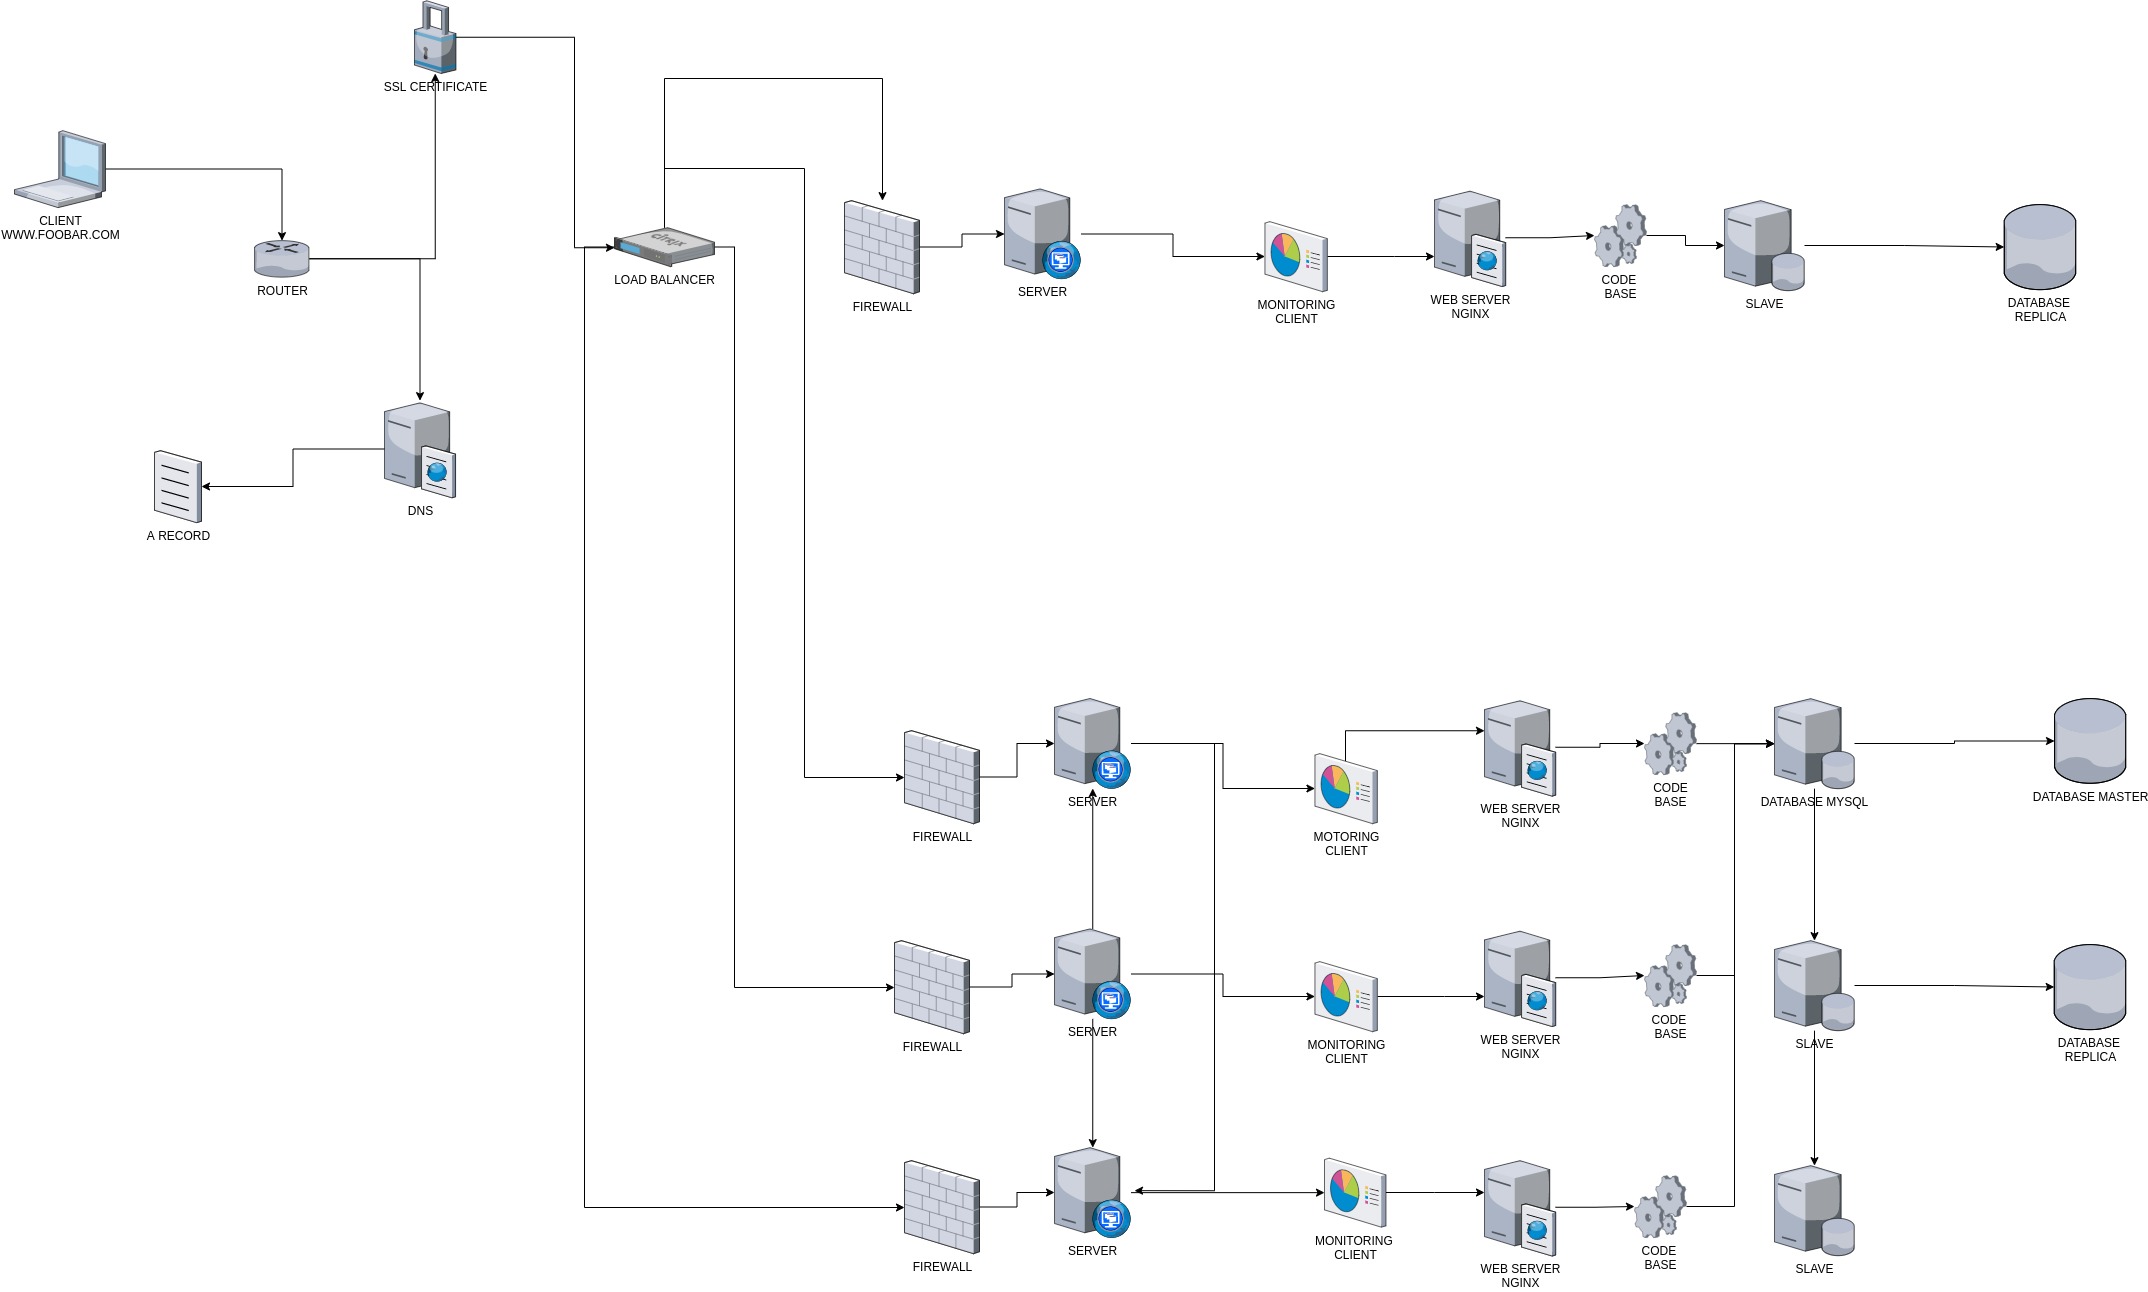 SSL CERTIFICATE
CLIENT
WWW.FOOBAR.COM
ROUTER
citrix
LOAD BALANCER
FIREWALL
SERVER
MONITORING
CLIENT
WEB SERVER
NGINX
CODE
BASE
SLAVE
DATABASE
REPLICA
DNS
A RECORD
FIREWALL
SERVER
MOTORING
CLIENT
WEB SERVER
NGINX
CODE
BASE
DATABASE MYSQL
DATABASE MASTER
FIREWALL
SERVER
MONITORING
CLIENT
WEB SERVER
NGINX
CODE
BASE
SLAVE
DATABASE
REPLICA
FIREWALL
SERVER
MONITORING
CLIENT
WEB SERVER
NGINX
CODE
BASE
SLAVE